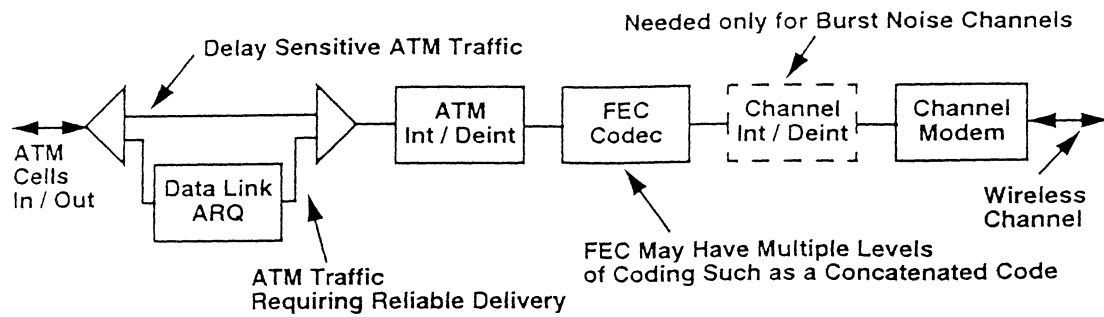 Needed only for Burst Noise Channels
Delay Sensitive ATM Traffic
ATM
Cells
In / Out
Data Link
ARQ
ATM
Int / Deint
FEC
Codec
Channel
Int / Deint
Channel
Modem
Wireless
Channel
ATM Traffic
Requiring Reliable Delivery
FEC May Have Multiple Levels
of Coding Such as a Concatenated Code